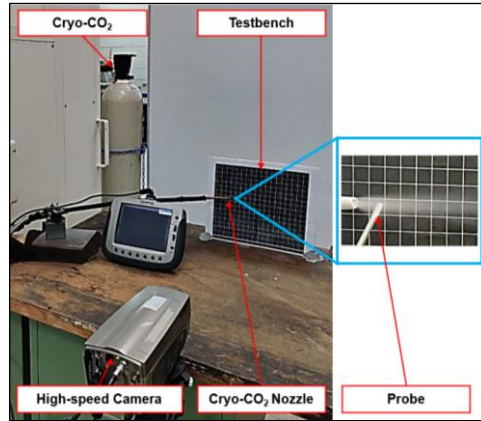 Cryo-CO₂
Testbench
High-speed Camera
Cryo-CO₂ Nozzle
Probe